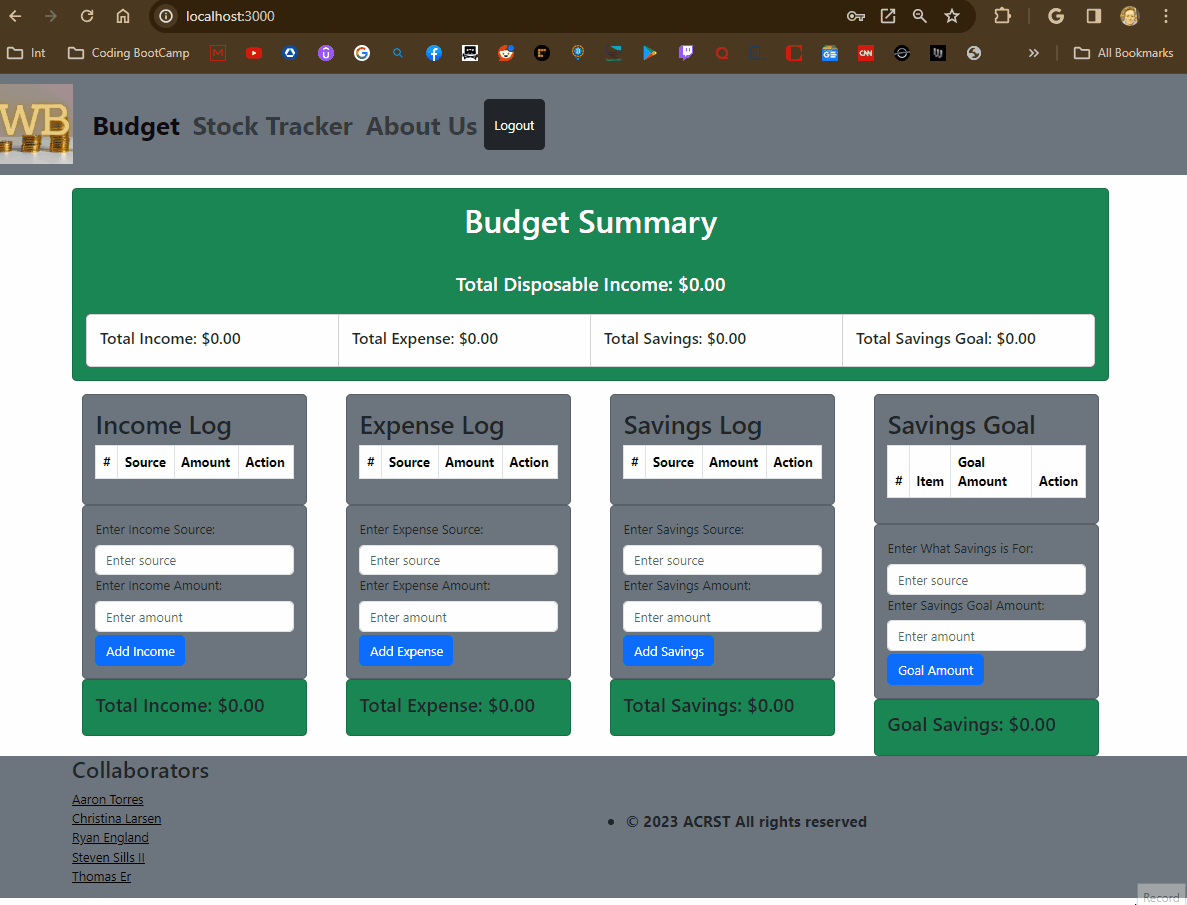 localhost:3000
Int
Coding BootCamp
All Bookmarks
WB
Budget Stock Tracker About Us Logout
Budget Summary
Total Disposable Income: $0.00
Total Income: $0.00 Total Expense: $0.00 Total Savings: $0.00 Total Savings Goal: $0.00
Income Log
# Source Amount Action
Enter Income Source:
Enter source
Enter Income Amount:
Enter amount
Add Income
Total Income: $0.00
Expense Log
# Source Amount Action
Enter Expense Source:
Enter source
Enter Expense Amount:
Enter amount
Add Expense
Total Expense: $0.00
Savings Log
# Source Amount Action
Enter Savings Source:
Enter source
Enter Savings Amount:
Enter amount
Add Savings
Total Savings: $0.00
Savings Goal
# Item Goal Amount Action
Enter What Savings is For:
Enter source
Enter Savings Goal Amount:
Enter amount
Goal Amount
Goal Savings: $0.00
Collaborators
Aaron Torres
Christina Larsen
Ryan England
Steven Sills II
Thomas Er
• © 2023 ACRST All rights reserved
Record